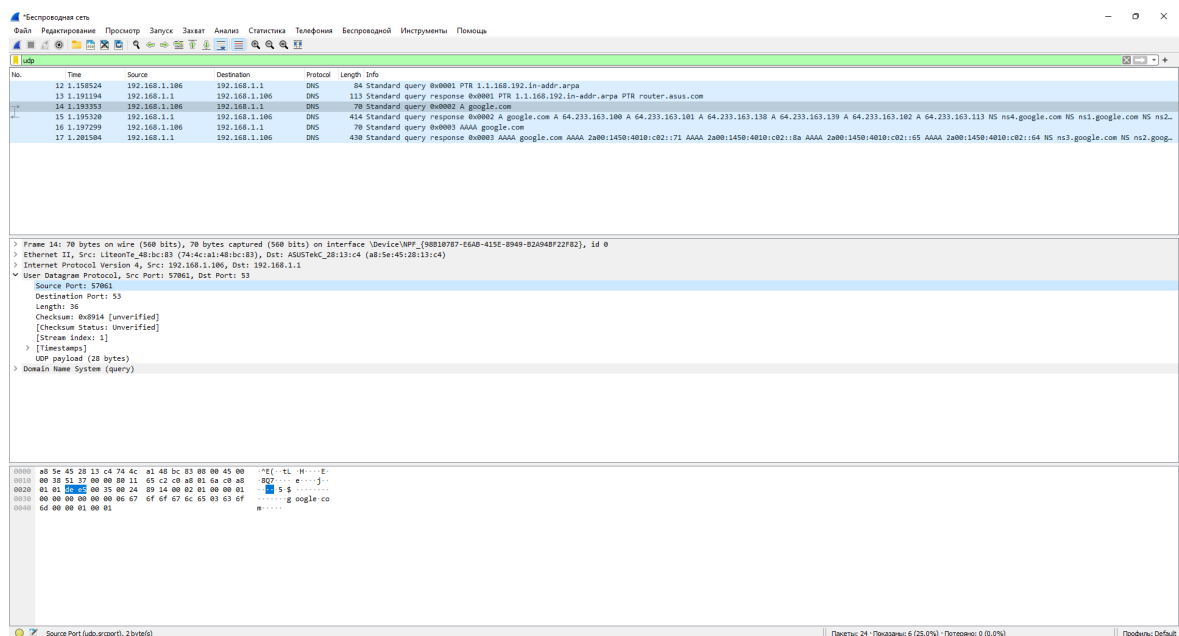 *Беспроводная сеть
Файл Редактирование Просмотр Запуск Захват Анализ Статистика Телефония Беспроводной Инструменты Помощь
udp
No. Time Source Destination Protocol Length Info
12 1.158524 192.168.1.106 192.168.1.1 DNS 84 Standard query 0x0001 PTR 1.1.168.192.in-addr.arpa
13 1.191194 192.168.1.1 192.168.1.106 DNS 113 Standard query response 0x0001 PTR 1.1.168.192.in-addr.arpa PTR router.asus.com
14 1.193353 192.168.1.106 192.168.1.1 DNS 70 Standard query 0x0002 A google.com
15 1.195320 192.168.1.1 192.168.1.106 DNS 414 Standard query response 0x0002 A google.com A 64.233.163.100 A 64.233.163.101 A 64.233.163.138 A 64.233.163.139 A 64.233.163.102 A 64.233.163.113 NS ns4.google.com NS ns1.google.com NS ns2…
16 1.197299 192.168.1.106 192.168.1.1 DNS 70 Standard query 0x0003 AAAA google.com
17 1.201504 192.168.1.1 192.168.1.106 DNS 430 Standard query response 0x0003 AAAA google.com AAAA 2a00:1450:4010:c02::71 AAAA 2a00:1450:4010:c02::8a AAAA 2a00:1450:4010:c02::65 AAAA 2a00:1450:4010:c02::64 NS ns3.google.com NS ns2.goog…
> Frame 14: 70 bytes on wire (560 bits), 70 bytes captured (560 bits) on interface \Device\NPF_{98B10787-E6AB-415E-8949-B2A94BF22F82}, id 0
> Ethernet II, Src: LiteonTe_48:bc:83 (74:4c:a1:48:bc:83), Dst: ASUSTekC_28:13:c4 (a8:5e:45:28:13:c4)
> Internet Protocol Version 4, Src: 192.168.1.106, Dst: 192.168.1.1
User Datagram Protocol, Src Port: 57061, Dst Port: 53
Source Port: 57061
Destination Port: 53
Length: 36
Checksum: 0x8914 [unverified]
[Checksum Status: Unverified]
[Stream index: 1]
> [Timestamps]
UDP payload (28 bytes)
> Domain Name System (query)
0000 a8 5e 45 28 13 c4 74 4c a1 48 bc 83 08 00 45 00 ·^E(··tL ·H····E·
0010 00 38 51 37 00 00 80 11 65 c2 c0 a8 01 6a c0 a8 ·8Q7···· e····j··
0020 01 01 de e5 00 35 00 24 89 14 00 02 01 00 00 01 ·····5·$ ········
0030 00 00 00 00 00 00 06 67 6f 6f 67 6c 65 03 63 6f ·······g oogle·co
0040 6d 00 00 01 00 01 m·····
Source Port (udp.srcport), 2 byte(s) Пакеты: 24 · Показаны: 6 (25.0%) · Потеряно: 0 (0.0%) Профиль: Default